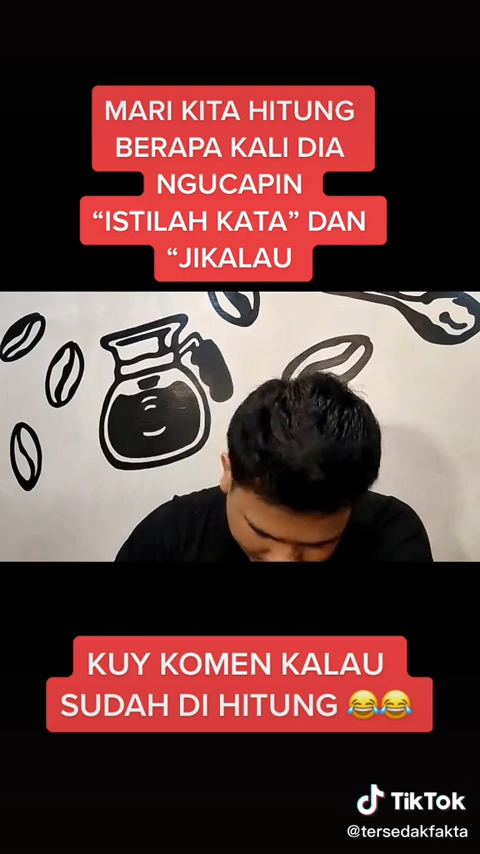 MARI KITA HITUNG
BERAPA KALI DIA
NGUCAPIN
“ISTILAH KATA” DAN
“JIKALAU
KUY KOMEN KALAU
SUDAH DI HITUNG 😂😂
TikTok
@tersedakfakta